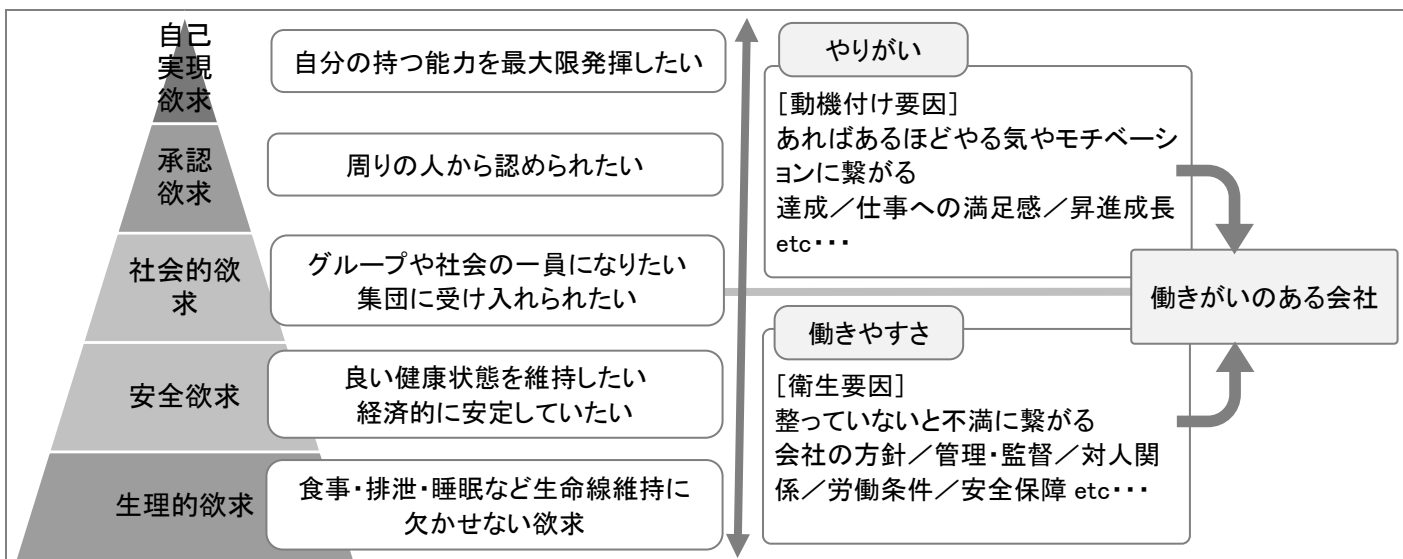 自己
実現
欲求
自分の持つ能力を最大限発揮したい
承認
欲求
周りの人から認められたい
社会的欲
求
グループや社会の一員になりたい
集団に受け入れられたい
安全欲求
良い健康状態を維持したい
経済的に安定していたい
生理的欲求
食事・排泄・睡眠など生命線維持に
欠かせない欲求
やりがい
[動機付け要因]
あればあるほどやる気やモチベーシ
ョンに繋がる
達成／仕事への満足感／昇進成長
etc・・・
働きやすさ
[衛生要因]
整っていないと不満に繋がる
会社の方針／管理・監督／対人関
係／労働条件／安全保障 etc・・・
働きがいのある会社